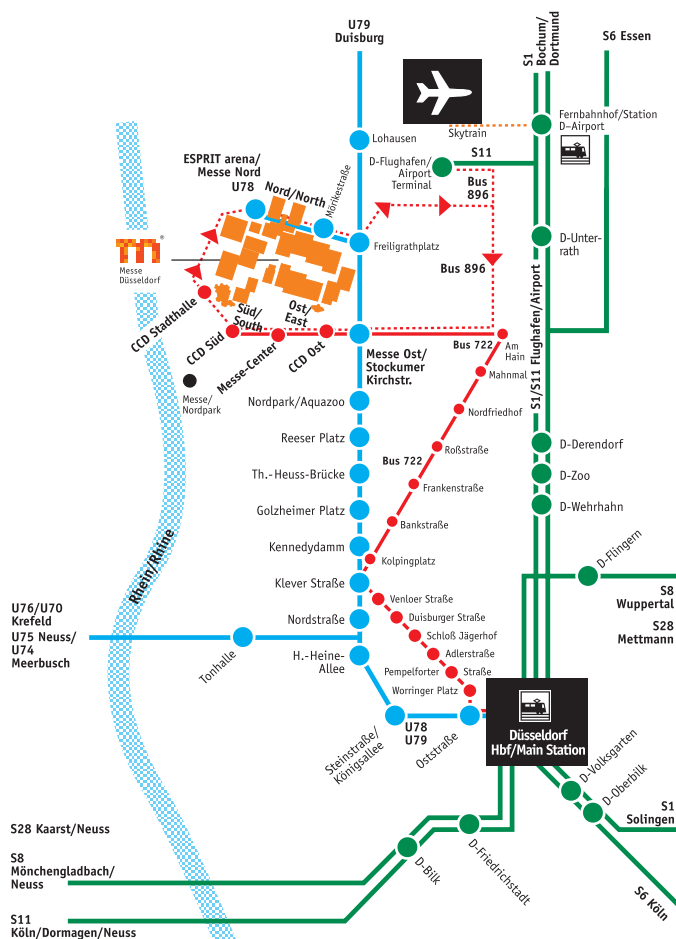 U79
Duisburg
S1
Bochum/
Dortmund
S6 Essen
Lohausen
Skytrain
Fernbahnhof/Station
D–Airport
ESPRIT arena/
Messe Nord
U78
Nord/North
Mörikestraße
D-Flughafen/
Airport
Terminal
S11
Bus
896
Freiligrathplatz
D-Unter-
rath
Messe
Düsseldorf
®
Bus 896
CCD Stadthalle
Süd/
South
Ost/
East
CCD Süd
Messe-Center
CCD Ost
Messe Ost/
Stockumer
Kirchstr.
Bus 722
Am
Hain
S1/S11 Flughafen/Airport
Messe/
Nordpark
Mahnmal
Nordpark/Aquazoo
Nordfriedhof
Reeser Platz
Roßstraße
D-Derendorf
Bus 722
Th.-Heuss-Brücke
Frankenstraße
D-Zoo
Golzheimer Platz
D-Wehrhahn
Bankstraße
Kennedydamm
Kolpingplatz
D-Flingern
Rhein/Rhine
Klever Straße
Venloer Straße
S8
Wuppertal
S28
Mettmann
U76/U70
Krefeld
U75 Neuss/
U74
Meerbusch
Nordstraße
Duisburger Straße
Schloß Jägerhof
Tonhalle
H.-Heine-
Allee
Adlerstraße
Pempelforter
Straße
Worringer Platz
Steinstraße/
Königsallee
U78
U79
Oststraße
Düsseldorf
Hbf/Main Station
D-Volksgarten
D-Oberbilk
S1
Solingen
S28 Kaarst/Neuss
D-Friedrichstadt
D-Bilk
S8
Mönchengladbach/
Neuss
S6 Köln
S11
Köln/Dormagen/Neuss